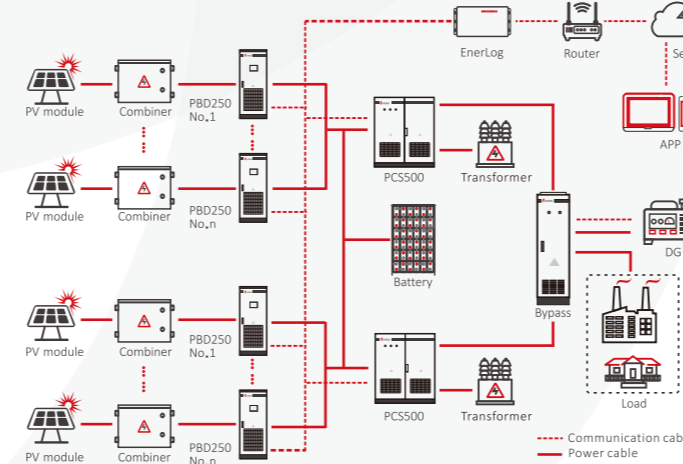 EnerLog
Router
Se
APP
PV module
Combiner
PBD250
No.1
PV module
Combiner
PBD250
No.n
PCS500
Transformer
Battery
Bypass
DG
Load
PV module
Combiner
PBD250
No.1
PV module
Combiner
PBD250
No.n
PCS500
Transformer
Communication cab
Power cable